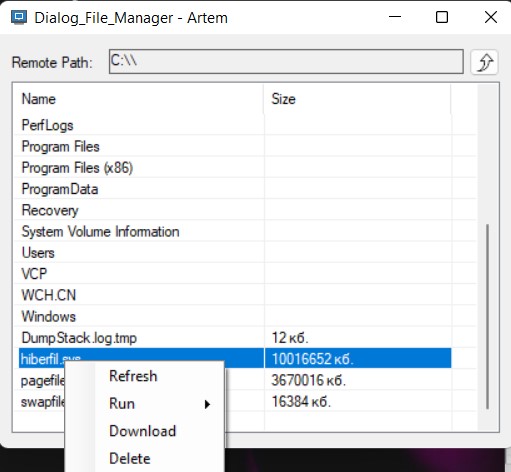 Dialog_File_Manager - Artem
Remote Path: C:\\
Name Size
PerfLogs
Program Files
Program Files (x86)
ProgramData
Recovery
System Volume Information
Users
VCP
WCH.CN
Windows
DumpStack.log.tmp 12 кб.
hiberfil.sys 10016652 кб.
pagefile 3670016 кб.
swapfile 16384 кб.
Refresh
Run
Download
Delete